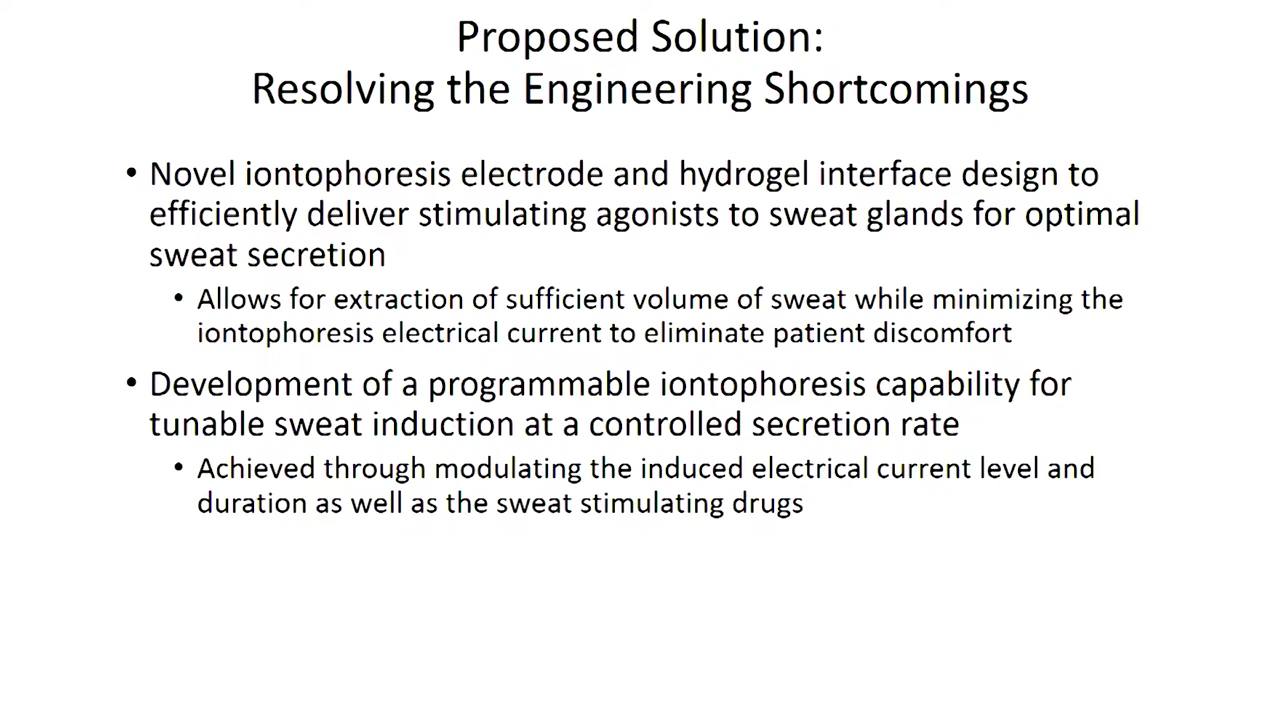 Proposed Solution:
Resolving the Engineering Shortcomings
• Novel iontophoresis electrode and hydrogel interface design to
efficiently deliver stimulating agonists to sweat glands for optimal
sweat secretion
• Allows for extraction of sufficient volume of sweat while minimizing the
iontophoresis electrical current to eliminate patient discomfort
• Development of a programmable iontophoresis capability for
tunable sweat induction at a controlled secretion rate
• Achieved through modulating the induced electrical current level and
duration as well as the sweat stimulating drugs